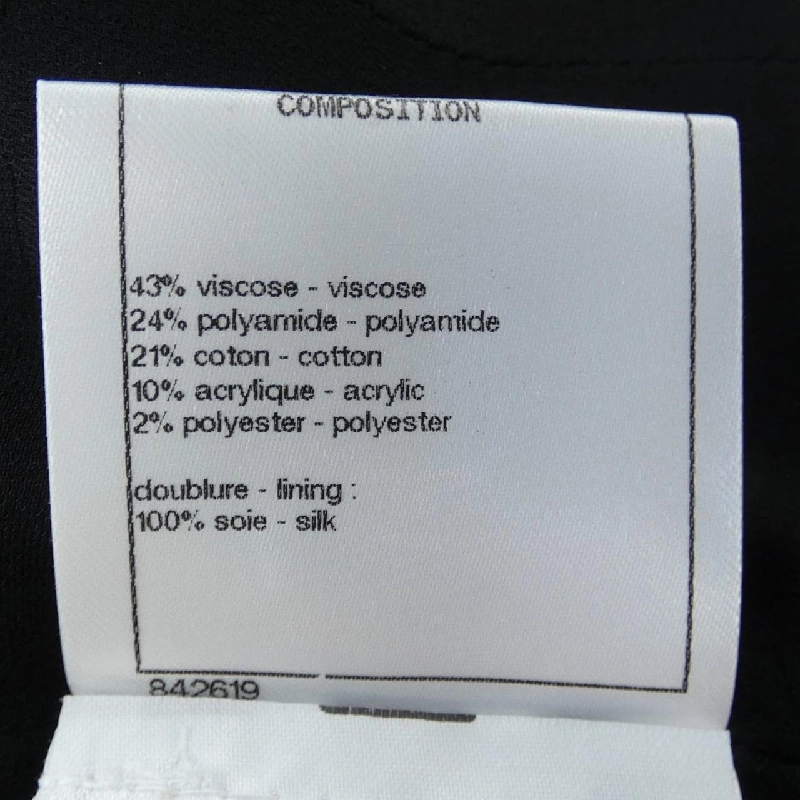 COMPOSITION
43% viscose - viscose
24% polyamide - polyamide
21% coton - cotton
10% acrylique - acrylic
2% polyester - polyester
doublure - lining :
100% soie - silk
842619